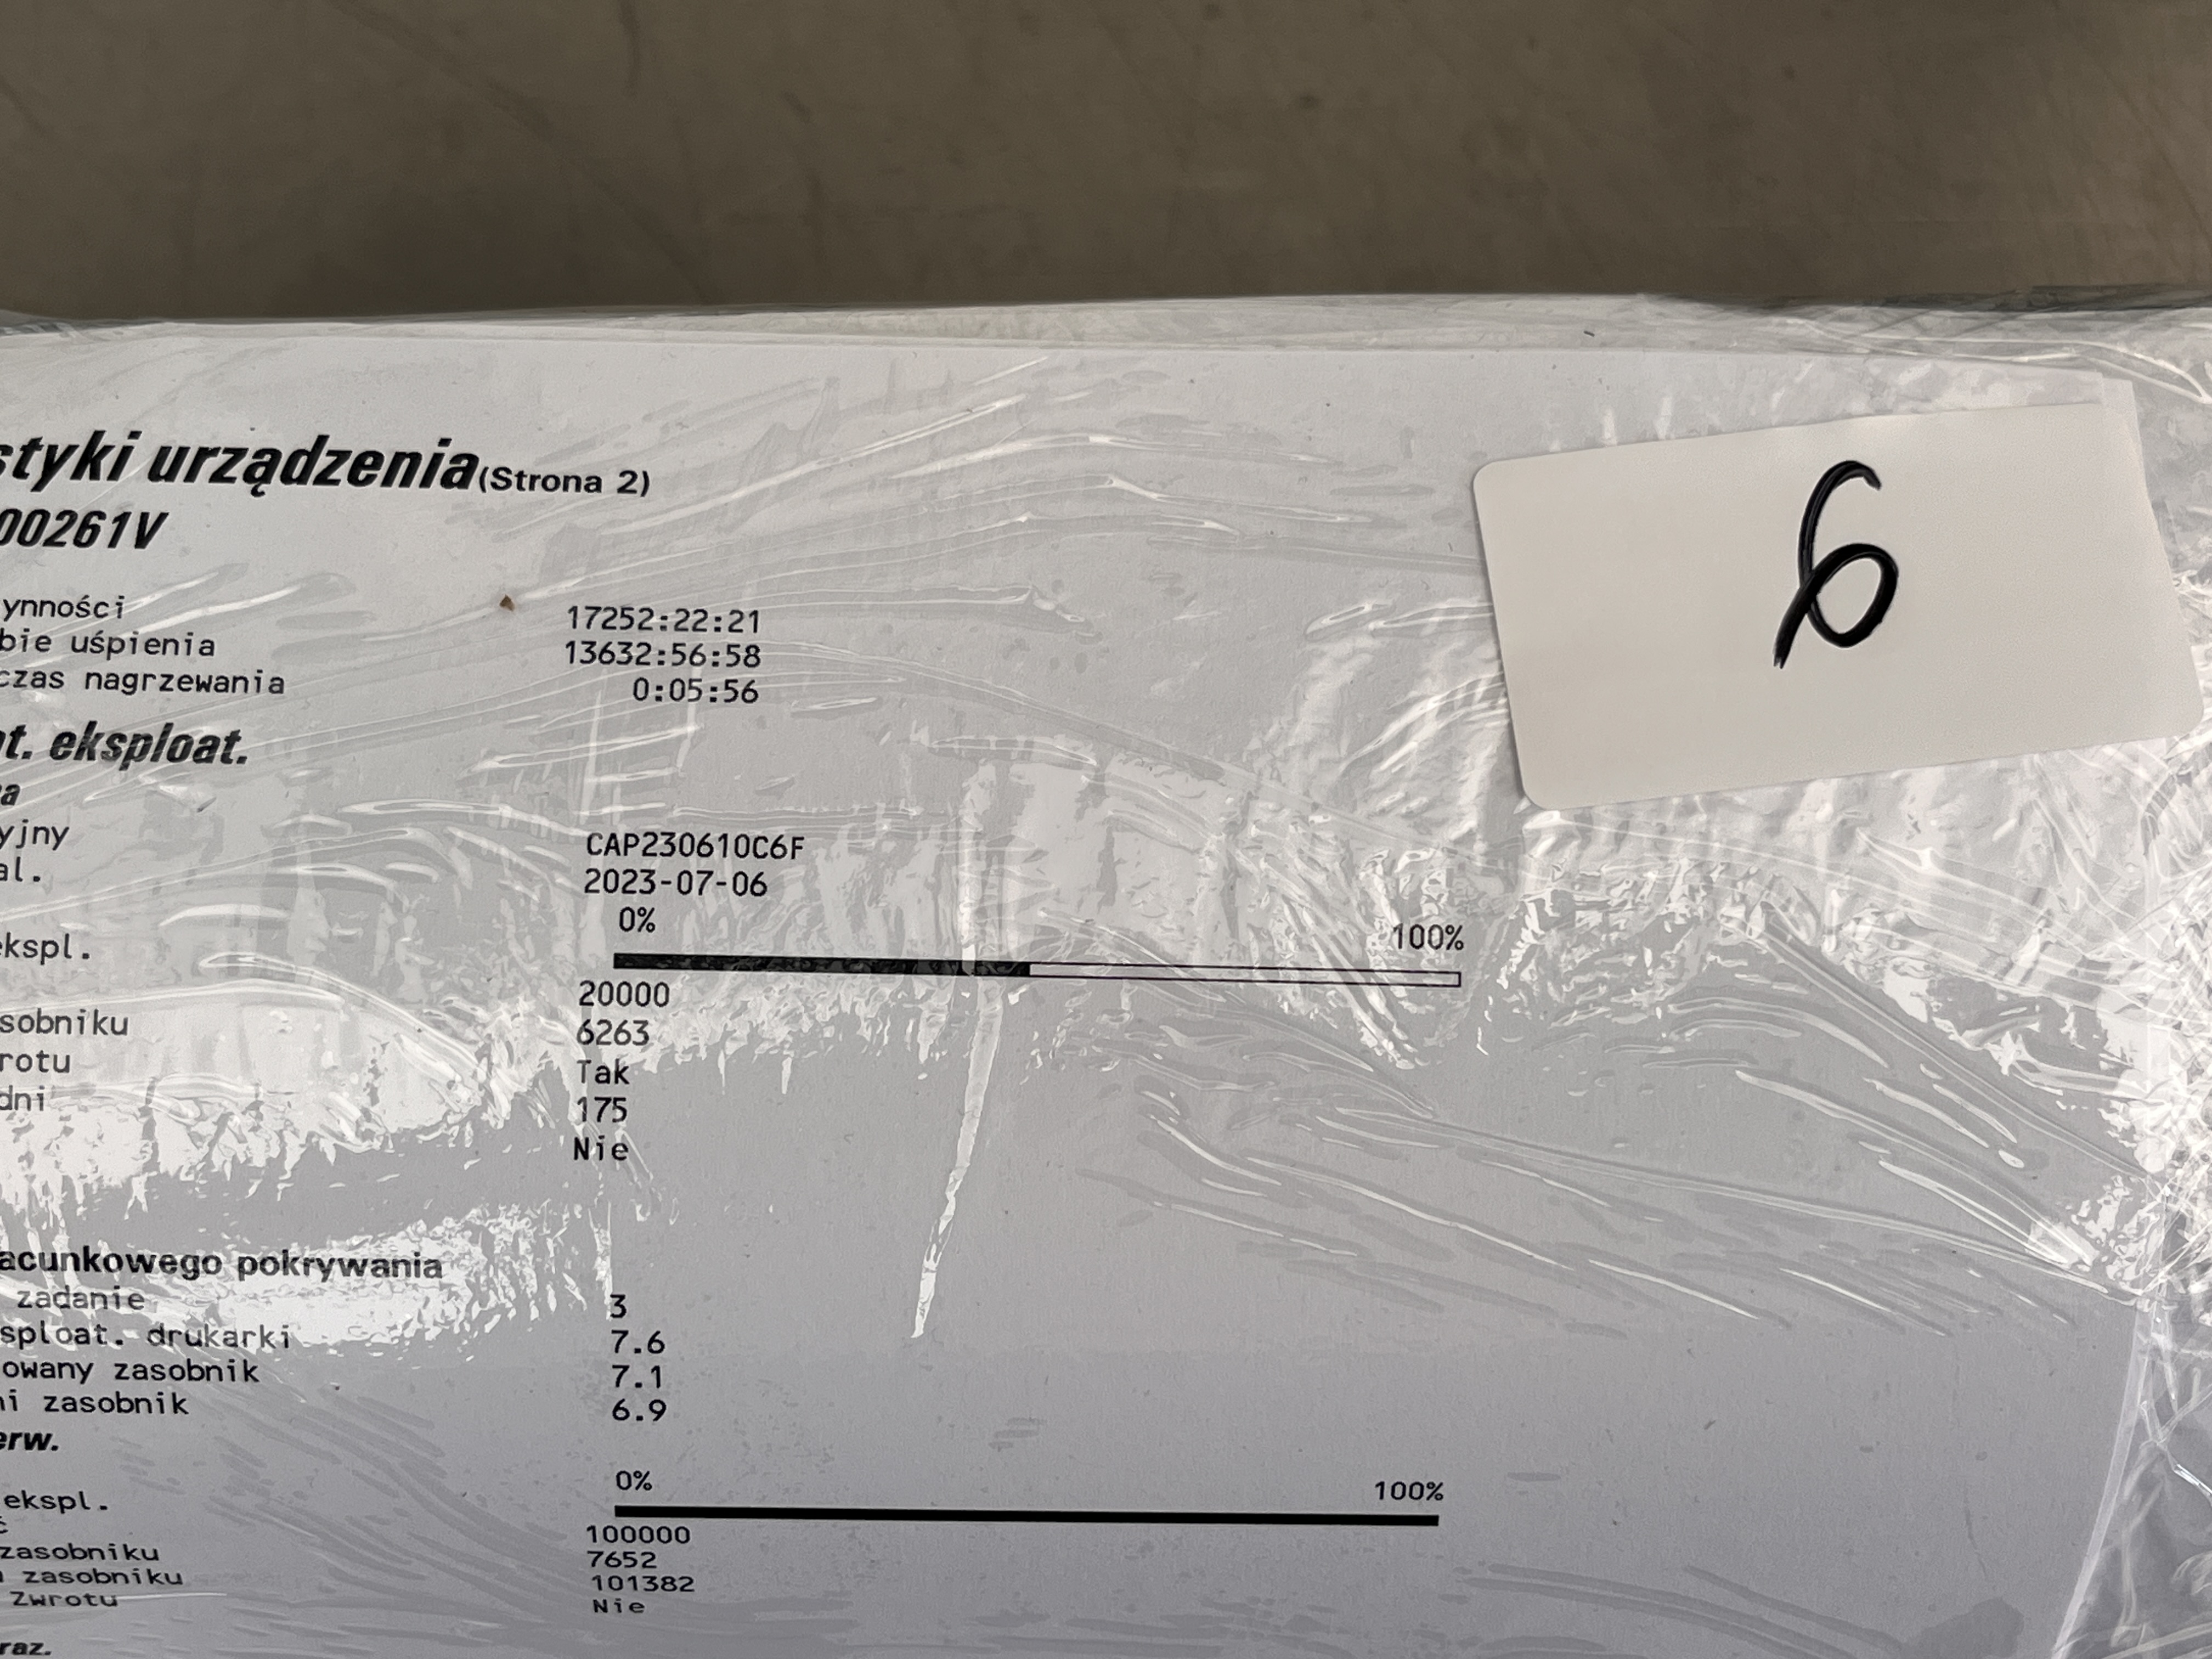 styki urządzenia(Strona 2)
00261V
6
ynności 17252:22:21
bie uśpienia 13632:56:58
czas nagrzewania 0:05:56
at. eksploat.
a
yjny CAP230610C6F
al. 2023-07-06
0% 100%
ekspl.
20000
sobniku 6263
rotu Tak
dni 175
Nie
acunkowego pokrywania
zadanie 3
sploat. drukarki 7.6
owany zasobnik 7.1
ni zasobnik 6.9
erw.
0% 100%
ekspl.
ć 100000
zasobniku 7652
zasobniku 101382
Zwrotu Nie
raz.